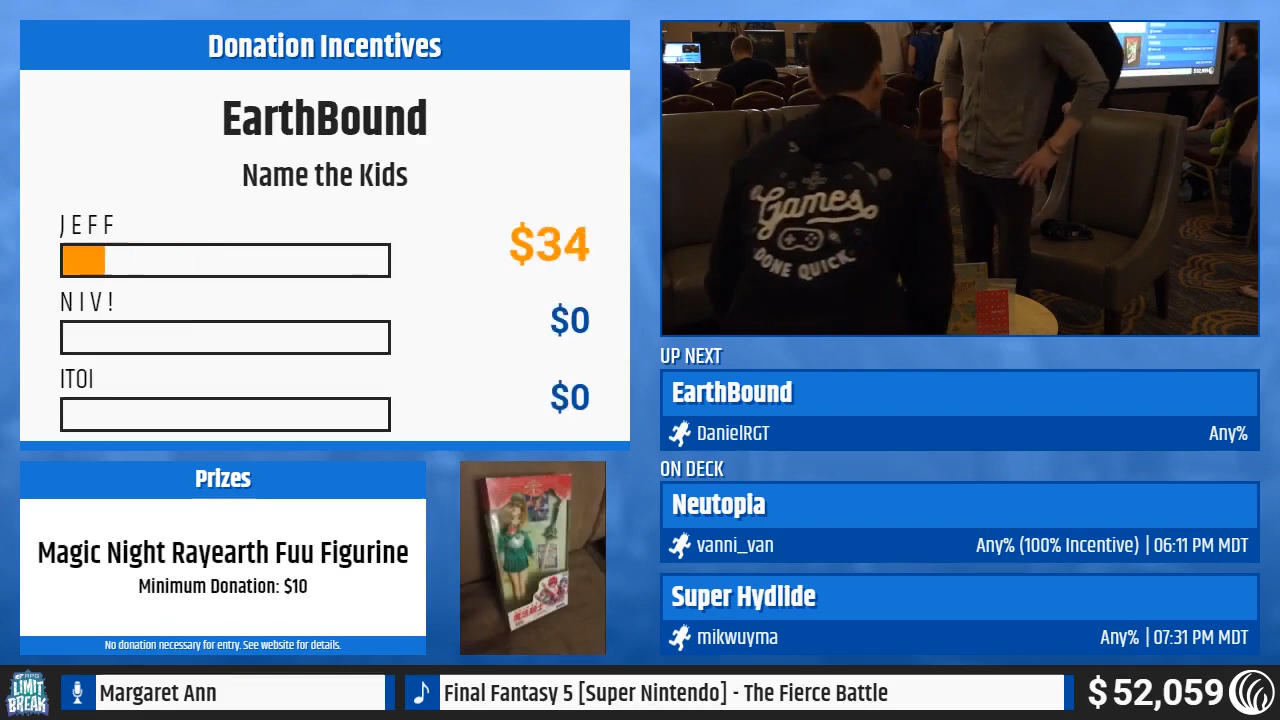 Donation Incentives
EarthBound
Name the Kids
JEFF
$34
NIV!
$0
ITOI
$0
Prizes
Magic Night Rayearth Fuu Figurine
Minimum Donation: $10
No donation necessary for entry. See website for details.
Games
DONE QUICK
UP NEXT
EarthBound
DanielRGT Any%
ON DECK
Neutopia
vanni_van Any% (100% Incentive) | 06:11 PM MDT
Super Hydlide
mikwuyma Any% | 07:31 PM MDT
RPG
LIMIT
BREAK
Margaret Ann
Final Fantasy 5 [Super Nintendo] - The Fierce Battle
$52,059